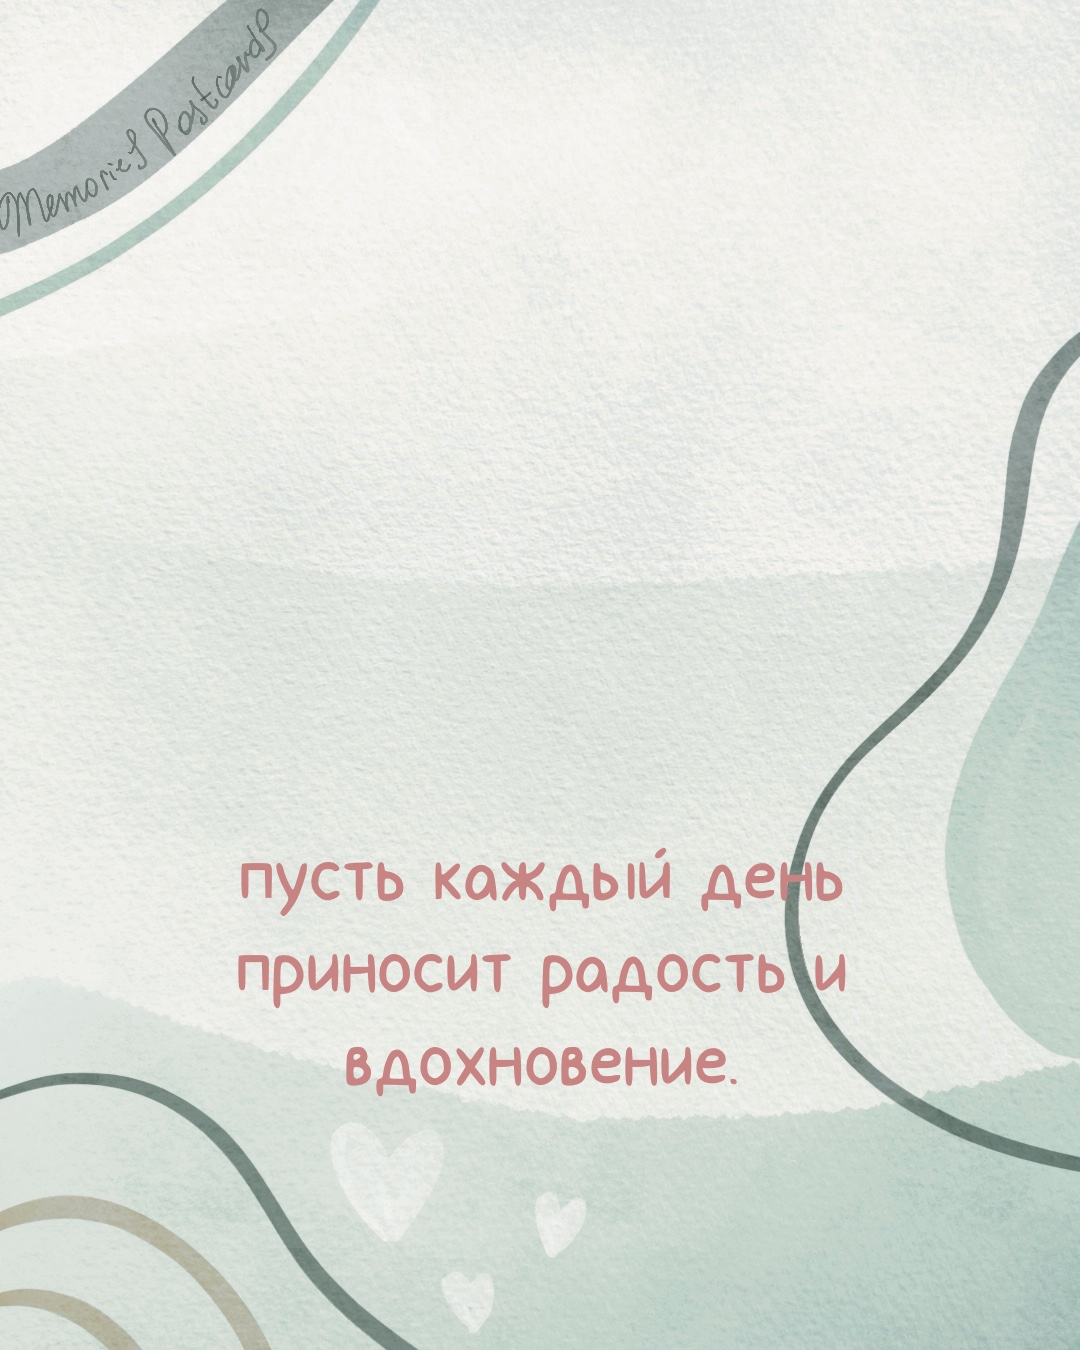 Memories Postcards
пусть каждый день
приносит радость и
вдохновение.